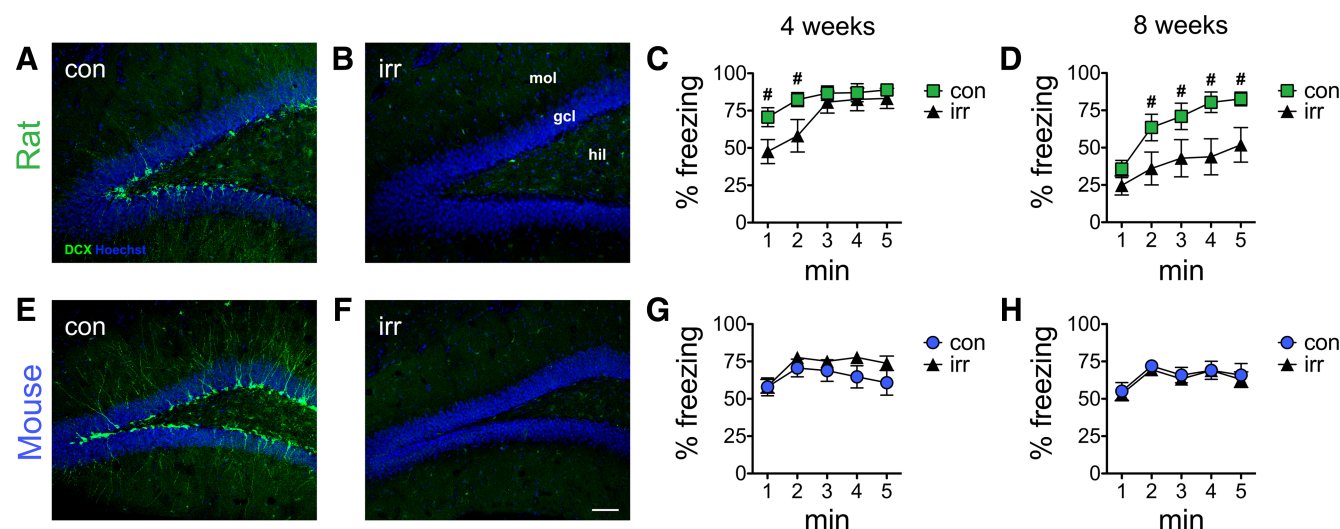 4 weeks
8 weeks
A
con
DCX Hoechst
Rat
B
irr
mol
gcl
hil
C
100
75
50
25
0
% freezing
# #
1 2 3 4 5
min
con
irr
D
100
75
50
25
0
% freezing
# # # #
1 2 3 4 5
min
con
irr
E
con
Mouse
F
irr
G
100
75
50
25
0
% freezing
1 2 3 4 5
min
con
irr
H
100
75
50
25
0
% freezing
1 2 3 4 5
min
con
irr